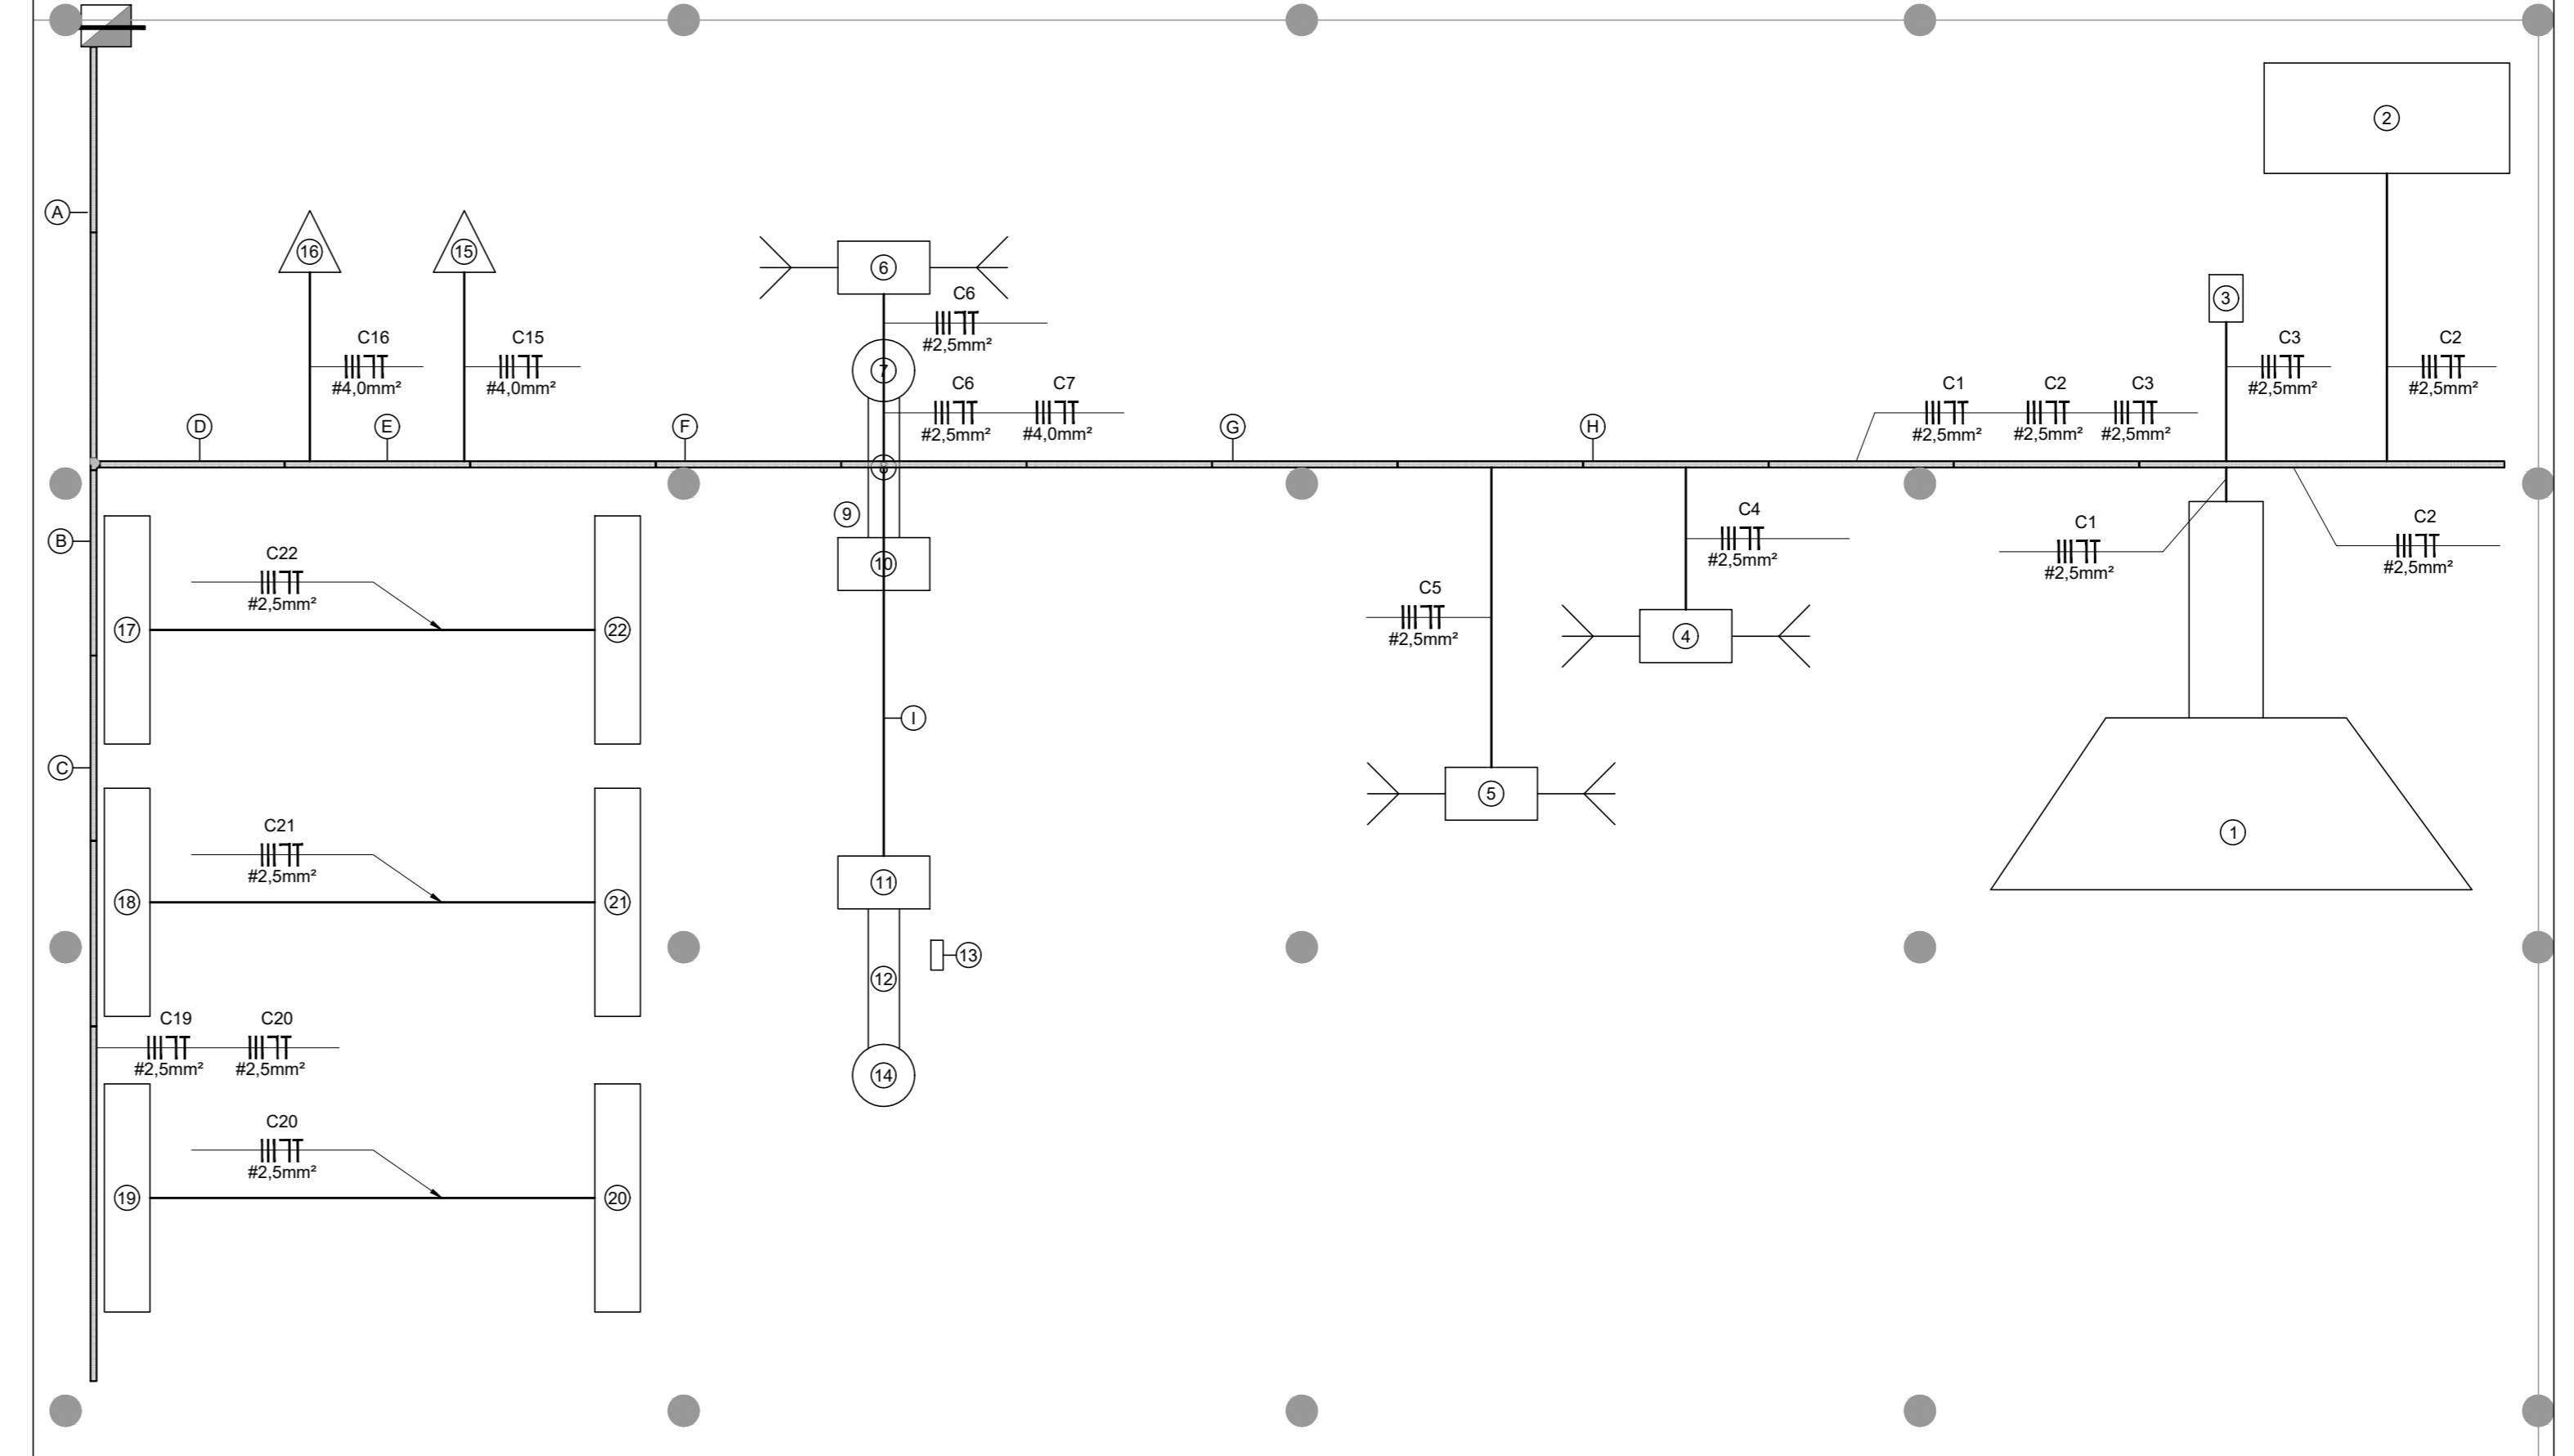 2
A
16
15
6
C6
#2,5mm²
3
C16
#4,0mm²
C15
#4,0mm²
7
C3
#2,5mm²
C2
#2,5mm²
C6 C7
#2,5mm² #4,0mm²
C1 C2 C3
#2,5mm² #2,5mm² #2,5mm²
D
E
F
G
H
9
B
10
C22
#2,5mm²
C4
#2,5mm²
C1
#2,5mm²
C2
#2,5mm²
17
22
C5
#2,5mm²
4
I
C
5
1
C21
#2,5mm²
11
18
21
13
12
C19 C20
#2,5mm² #2,5mm²
14
C20
#2,5mm²
19
20